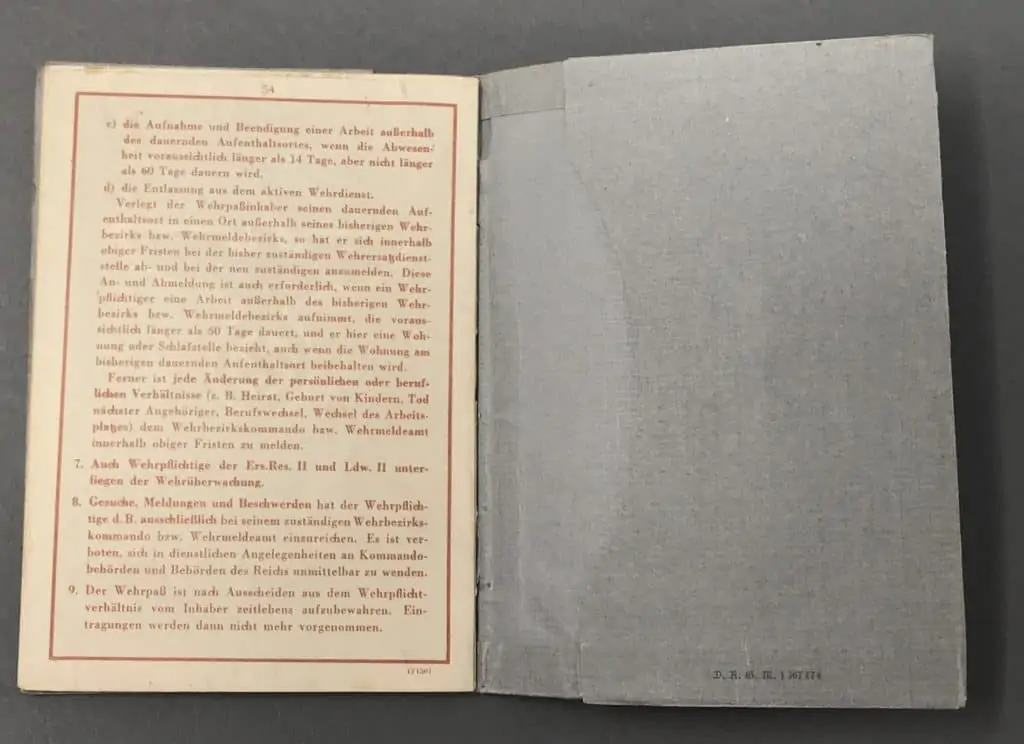 54
c) die Aufnahme und Beendigung einer Arbeit außerhalb
des dauernden Aufenthaltsortes, wenn die Abwesen-
heit voraussichtlich länger als 14 Tage, aber nicht länger
als 60 Tage dauern wird.
d) die Entlassung aus dem aktiven Wehrdienst.
Verlegt der Wehrpaßinhaber seinen dauernden Auf-
enthaltsort in einen Ort außerhalb seines bisherigen Wehr-
bezirks bzw. Wehrmeldebezirks, so hat er sich innerhalb
obiger Fristen bei der bisher zuständigen Wehrersatzdienst-
stelle ab- und bei der neu zuständigen anzumelden. Diese
An- und Abmeldung ist auch erforderlich, wenn ein Wehr-
pflichtiger eine Arbeit außerhalb des bisherigen Wehr-
bezirks bzw. Wehrmeldebezirks aufnimmt, die voraus-
sichtlich länger als 60 Tage dauert, und er hier eine Woh-
nung oder Schlafstelle bezieht, auch wenn die Wohnung am
bisherigen dauernden Aufenthaltsort beibehalten wird.
Ferner ist jede Änderung der persönlichen oder beruf-
lichen Verhältnisse (z. B. Heirat, Geburt von Kindern, Tod
nächster Angehöriger, Berufswechsel, Wechsel des Arbeits-
platzes) dem Wehrbezirkskommando bzw. Wehrmeldeamt
innerhalb obiger Fristen zu melden.
7. Auch Wehrpflichtige der Ers.Res. II und Ldw. II unter-
liegen der Wehrüberwachung.
8. Gesuche, Meldungen und Beschwerden hat der Wehrpflich-
tige d. B. ausschließlich bei seinem zuständigen Wehrbezirks-
kommando bzw. Wehrmeldeamt einzureichen. Es ist ver-
boten, sich in dienstlichen Angelegenheiten an Kommando-
behörden und Behörden des Reichs unmittelbar zu wenden.
9. Der Wehrpaß ist nach Ausscheiden aus dem Wehrpflicht-
verhältnis vom Inhaber zeitlebens aufzubewahren. Ein-
tragungen werden dann nicht mehr vorgenommen.
D. R. G. M.